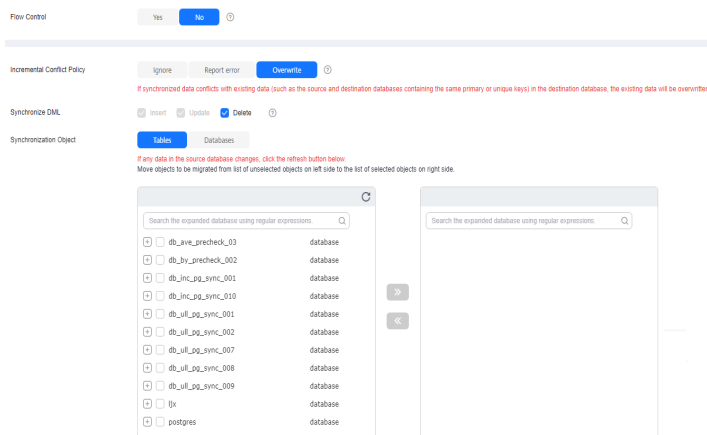 Flow Control Yes No
Incremental Conflict Policy Ignore Report error Overwrite
If synchronized data conflicts with existing data (such as the source and destination databases containing the same primary or unique keys) in the destination database, the existing data will be overwritten
Synchronize DML Insert Update Delete
Synchronization Object Tables Databases
If any data in the source database changes, click the refresh button below.
Move objects to be migrated from list of unselected objects on left side to the list of selected objects on right side.
Search the expanded database using regular expressions. Search the expanded database using regular expressions.
db_ave_precheck_03 database
db_by_precheck_002 database
db_inc_pg_sync_001 database
db_inc_pg_sync_010 database
db_ull_pg_sync_001 database
db_ull_pg_sync_002 database
db_ull_pg_sync_007 database
db_ull_pg_sync_008 database
db_ull_pg_sync_009 database
ljx database
postgres database